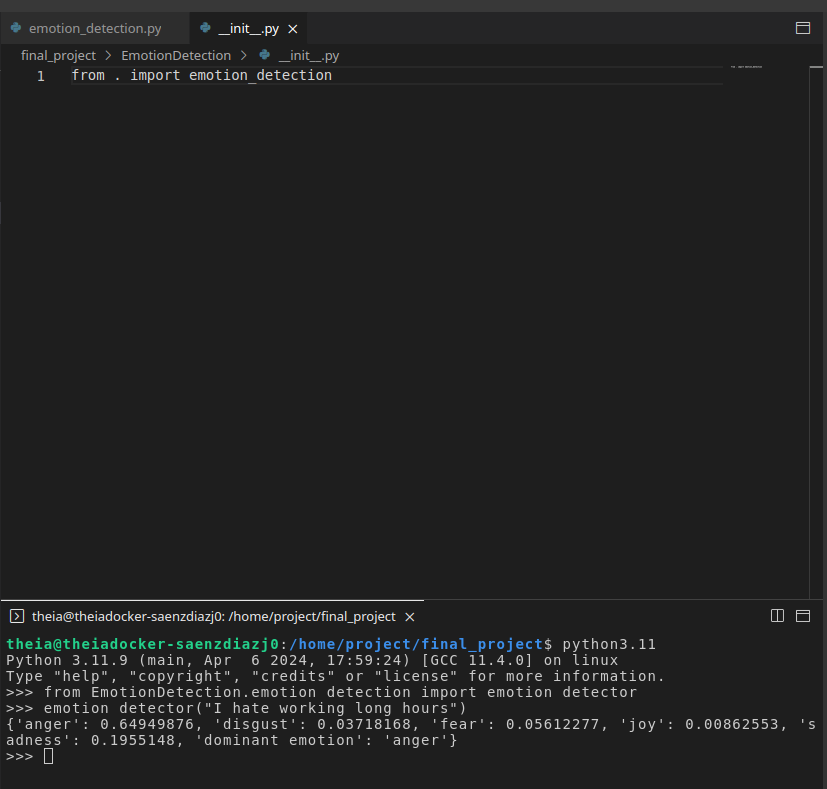 emotion_detection.py
__init__.py
final_project > EmotionDetection > __init__.py
1 from . import emotion_detection
theia@theiadocker-saenzdiazj0: /home/project/final_project
theia@theiadocker-saenzdiazj0:/home/project/final_project$ python3.11
Python 3.11.9 (main, Apr  6 2024, 17:59:24) [GCC 11.4.0] on linux
Type "help", "copyright", "credits" or "license" for more information.
>>> from EmotionDetection.emotion detection import emotion detector
>>> emotion detector("I hate working long hours")
{'anger': 0.64949876, 'disgust': 0.03718168, 'fear': 0.05612277, 'joy': 0.00862553, 's
adness': 0.1955148, 'dominant emotion': 'anger'}
>>>